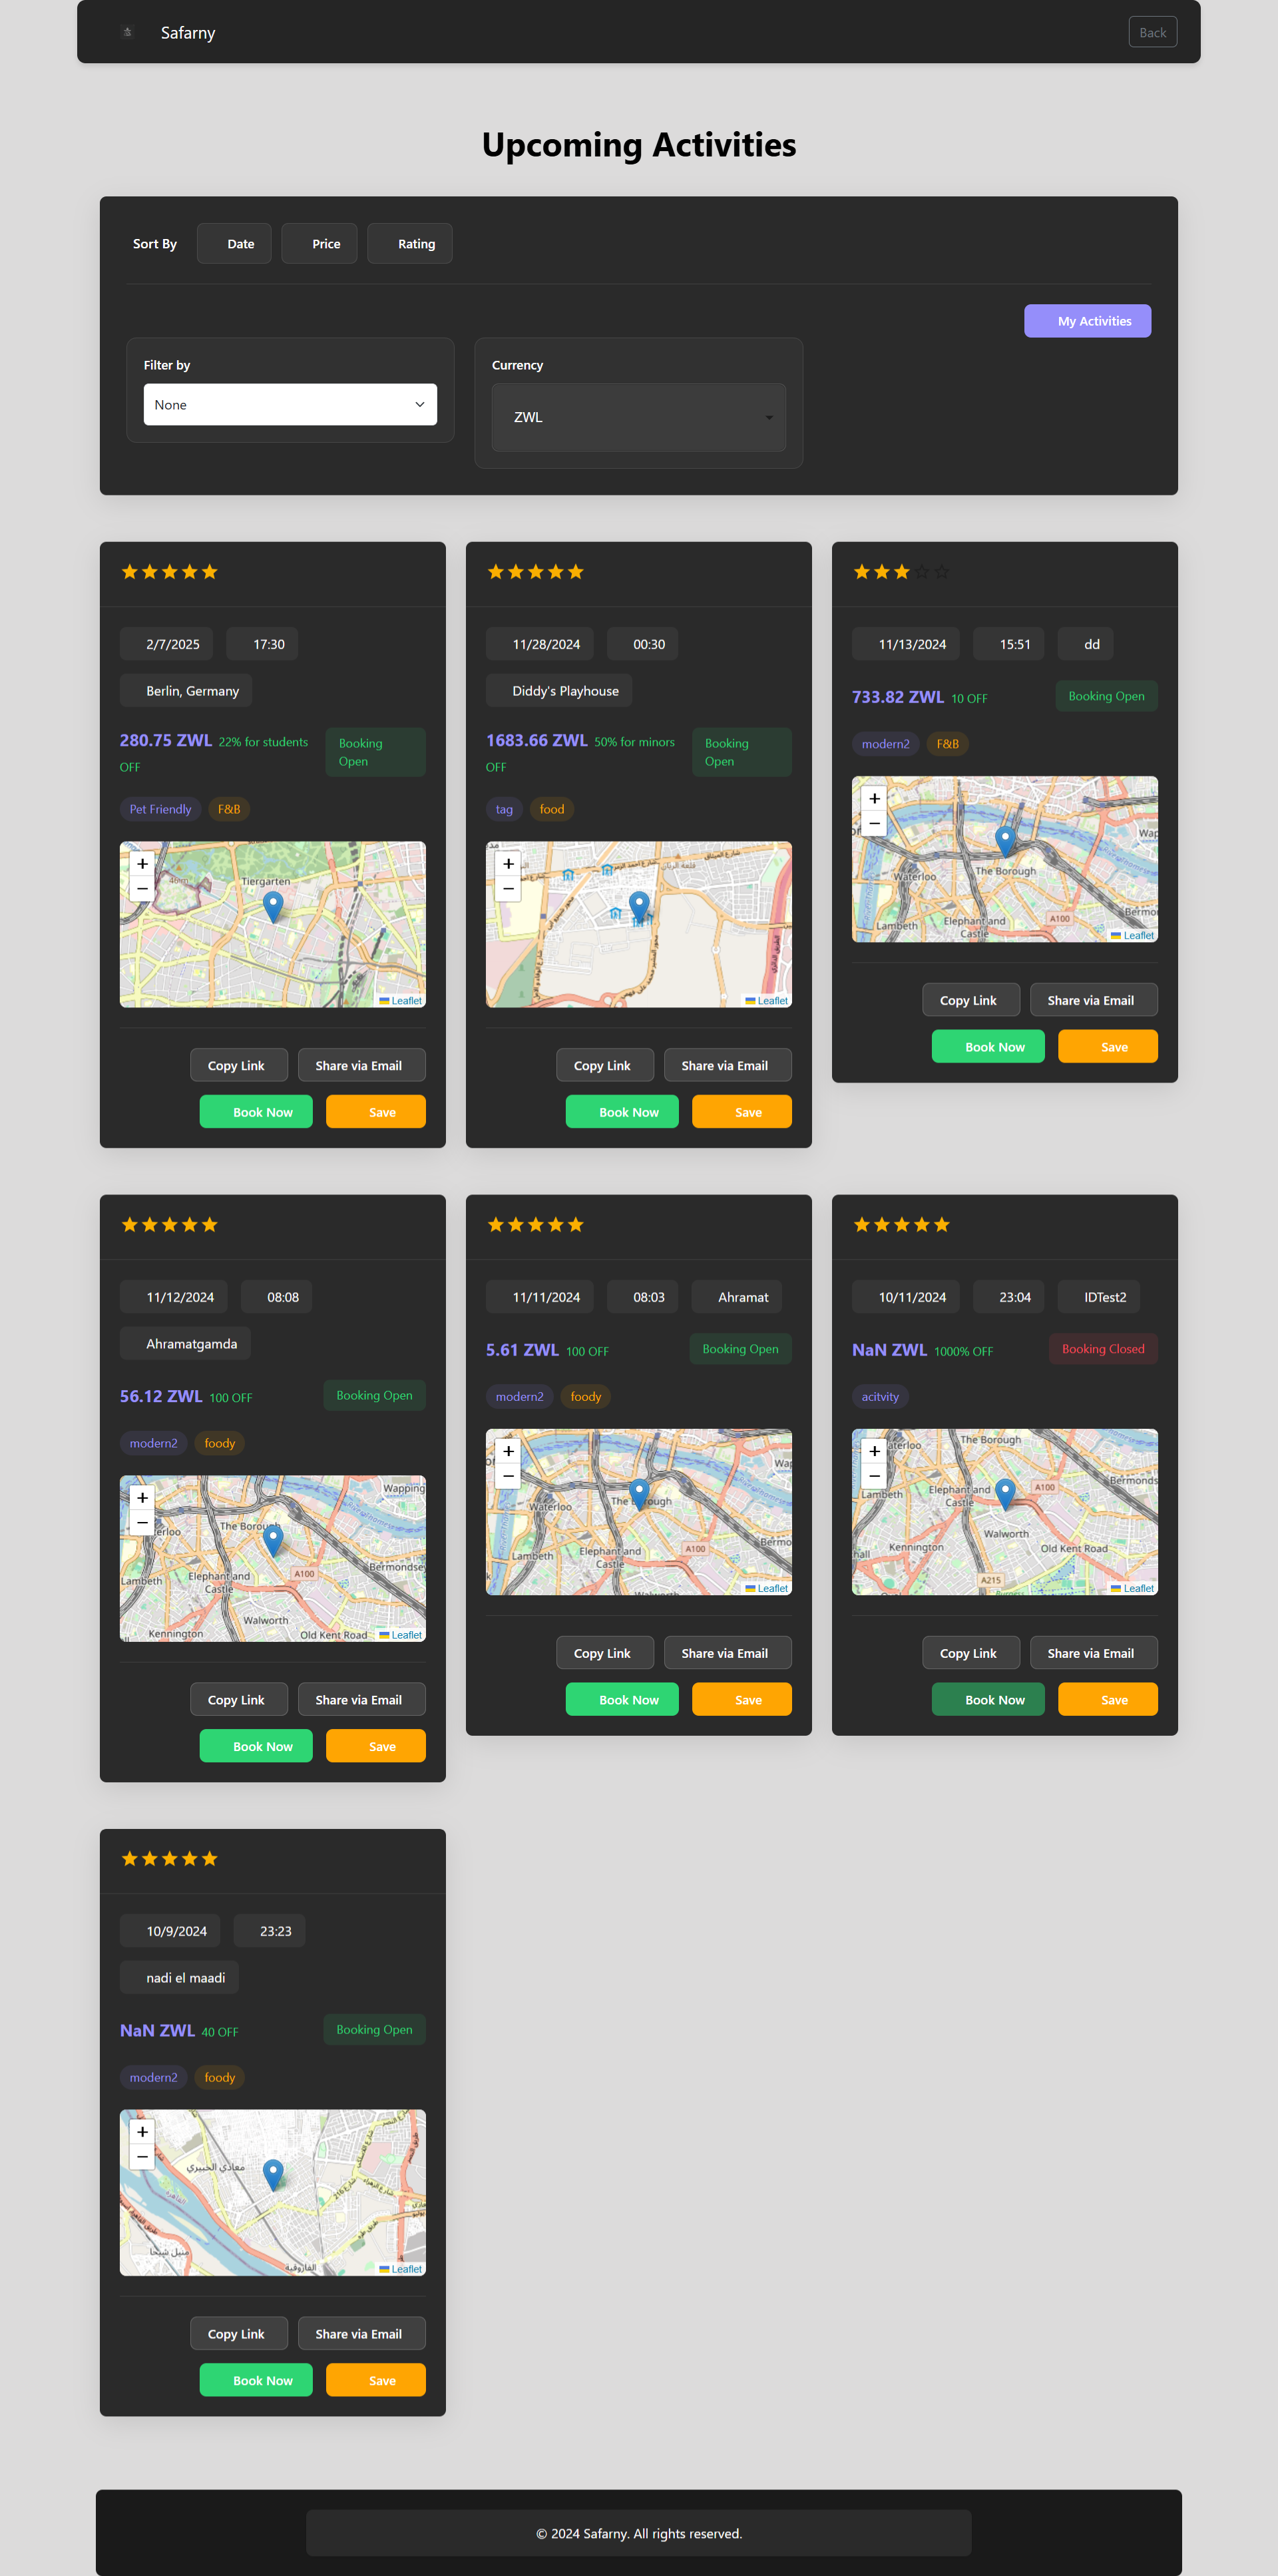 Safarny
Back
Upcoming Activities
Sort By
Date
Price
Rating
My Activities
Filter by
None
Currency
ZWL
2/7/2025
17:30
Berlin, Germany
280.75 ZWL 22% for students
OFF
Booking
Open
Pet Friendly
F&B
+
−
Tiergarten
Leaflet
Copy Link
Share via Email
Book Now
Save
11/28/2024
00:30
Diddy's Playhouse
1683.66 ZWL 50% for minors
OFF
Booking
Open
tag
food
+
−
Leaflet
Copy Link
Share via Email
Book Now
Save
11/13/2024
15:51
dd
733.82 ZWL 10 OFF
Booking Open
modern2
F&B
+
−
Waterloo
The Borough
Lambeth
Elephant and
Castle
A100
Leaflet
Copy Link
Share via Email
Book Now
Save
11/12/2024
08:08
Ahramatgamda
56.12 ZWL 100 OFF
Booking Open
modern2
foody
+
−
Wapping
The Borough
Bermondsey
Lambeth
Elephant and
Castle
A100
Walworth
Kennington
Old Kent Road
Leaflet
Copy Link
Share via Email
Book Now
Save
11/11/2024
08:03
Ahramat
5.61 ZWL 100 OFF
Booking Open
modern2
foody
+
−
Waterloo
The Borough
Lambeth
Elephant and
Castle
A100
Walworth
Leaflet
Copy Link
Share via Email
Book Now
Save
10/11/2024
23:04
IDTest2
NaN ZWL 1000% OFF
Booking Closed
acitvity
+
−
The Borough
Lambeth
Elephant and
Castle
A100
Walworth
Kennington
Old Kent Road
A215
Leaflet
Copy Link
Share via Email
Book Now
Save
10/9/2024
23:23
nadi el maadi
NaN ZWL 40 OFF
Booking Open
modern2
foody
+
−
معادي الخبيري
منيل شيحا
الفاروقية
Leaflet
Copy Link
Share via Email
Book Now
Save
© 2024 Safarny. All rights reserved.